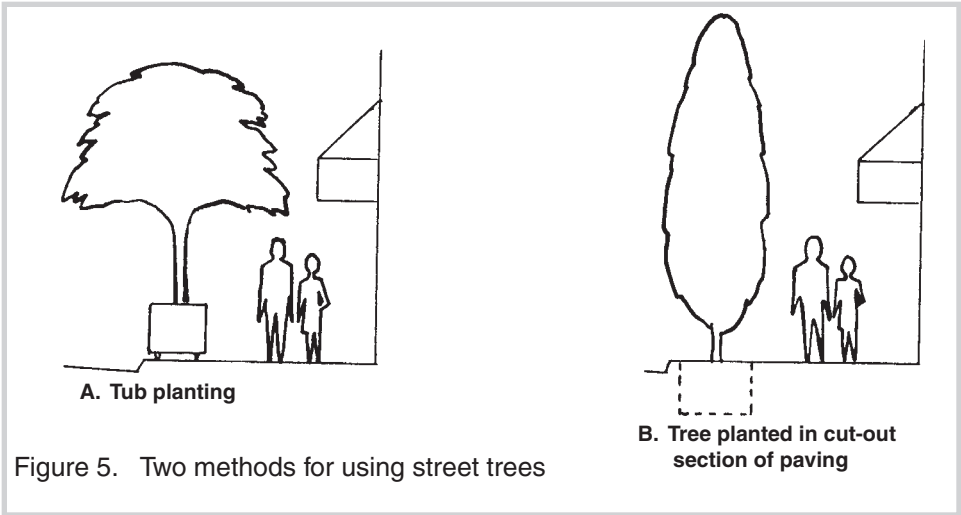 A. Tub planting
B. Tree planted in cut-out
section of paving
Figure 5. Two methods for using street trees